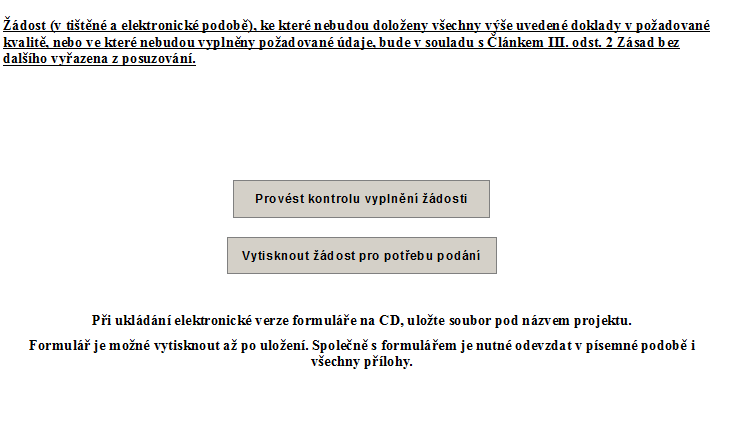 Žádost (v tištěné a elektronické podobě), ke které nebudou doloženy všechny výše uvedené doklady v požadované
kvalitě, nebo ve které nebudou vyplněny požadované údaje, bude v souladu s Článkem III. odst. 2 Zásad bez
dalšího vyřazena z posuzování.
Provést kontrolu vyplnění žádosti
Vytisknout žádost pro potřebu podání
Při ukládání elektronické verze formuláře na CD, uložte soubor pod názvem projektu.
Formulář je možné vytisknout až po uložení. Společně s formulářem je nutné odevzdat v písemné podobě i
všechny přílohy.